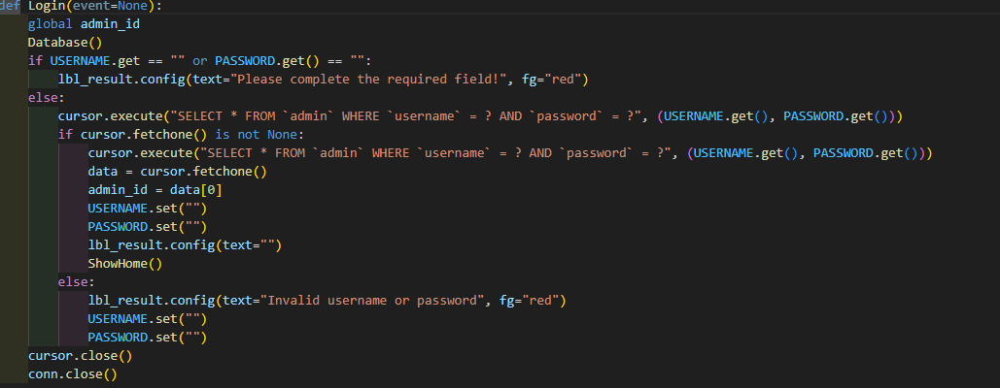 def Login(event=None):
    global admin_id
    Database()
    if USERNAME.get == "" or PASSWORD.get() == "":
        lbl_result.config(text="Please complete the required field!", fg="red")
    else:
        cursor.execute("SELECT * FROM `admin` WHERE `username` = ? AND `password` = ?", (USERNAME.get(), PASSWORD.get()))
        if cursor.fetchone() is not None:
            cursor.execute("SELECT * FROM `admin` WHERE `username` = ? AND `password` = ?", (USERNAME.get(), PASSWORD.get()))
            data = cursor.fetchone()
            admin_id = data[0]
            USERNAME.set("")
            PASSWORD.set("")
            lbl_result.config(text="")
            ShowHome()
        else:
            lbl_result.config(text="Invalid username or password", fg="red")
            USERNAME.set("")
            PASSWORD.set("")
    cursor.close()
    conn.close()